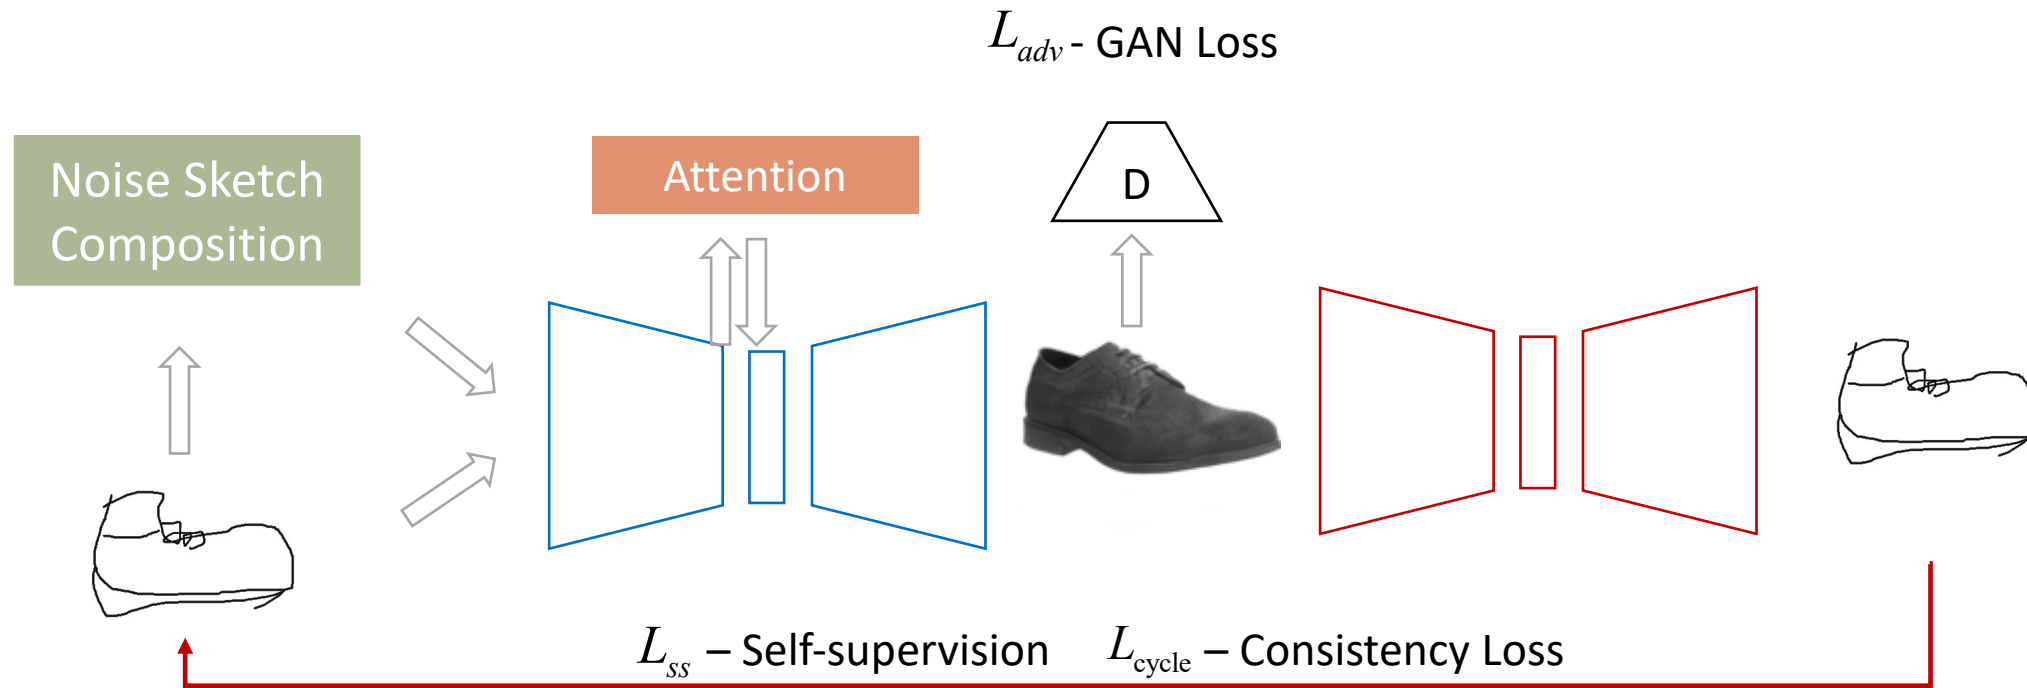 L_adv - GAN Loss
Noise Sketch
Composition
Attention
D
L_ss – Self-supervision
L_cycle – Consistency Loss